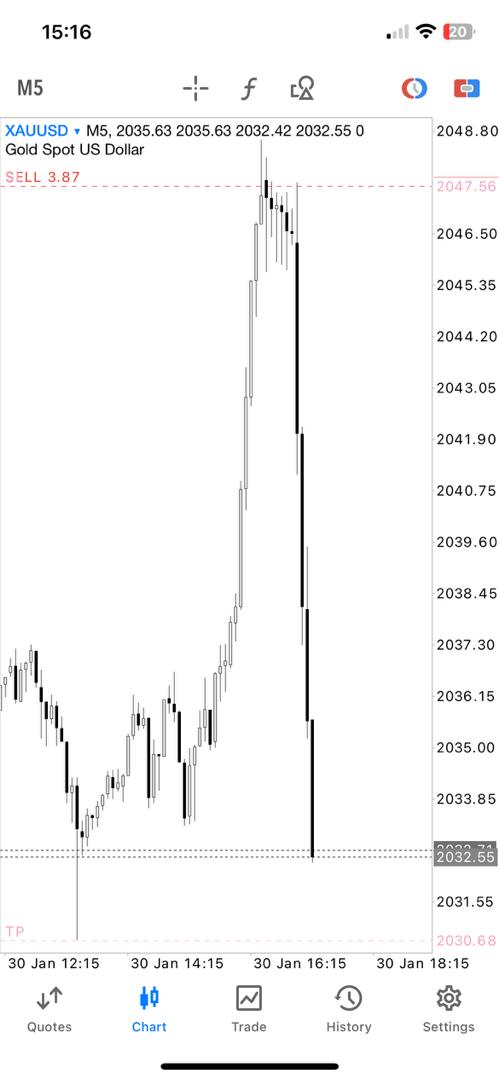 15:16
20
M5
XAUUSD ▾ M5, 2035.63 2035.63 2032.42 2032.55 0
Gold Spot US Dollar
SELL 3.87
2048.80
2047.56
2046.50
2045.35
2044.20
2043.05
2041.90
2040.75
2039.60
2038.45
2037.30
2036.15
2035.00
2033.85
2032.55
2031.55
TP
2030.68
30 Jan 12:15 30 Jan 14:15 30 Jan 16:15 30 Jan 18:15
Quotes Chart Trade History Settings